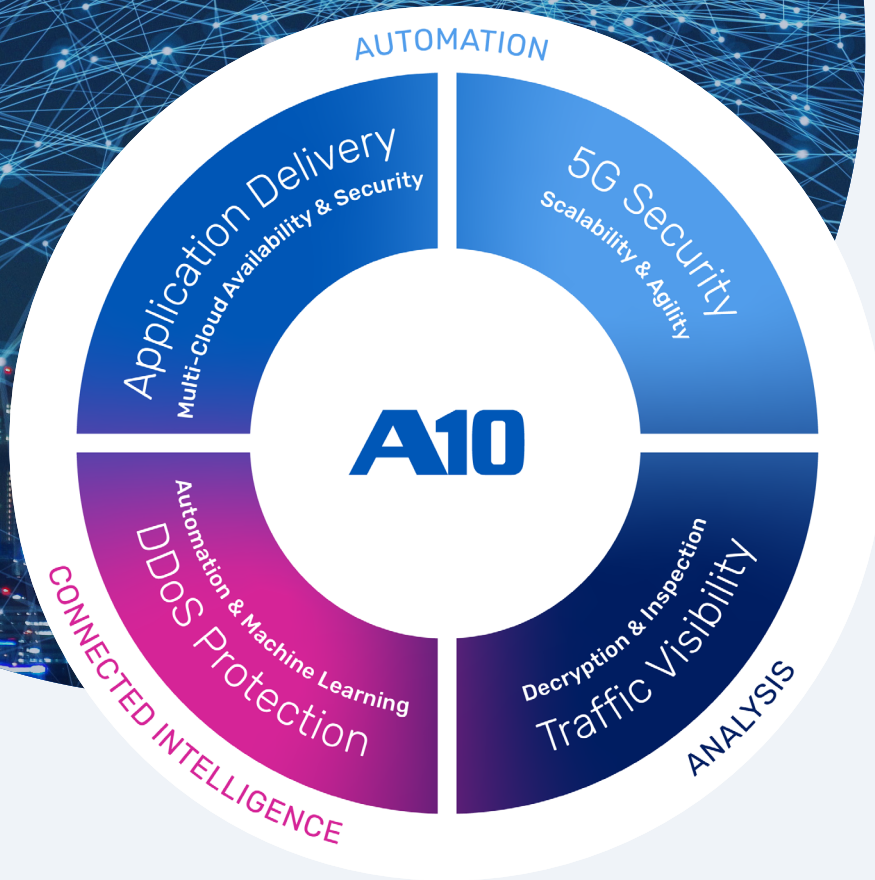 AUTOMATION
Application Delivery
Multi-Cloud Availability & Security
5G Security
Scalability & Agility
A10
Automation & Machine Learning
DDoS Protection
Decryption & Inspection
Traffic Visibility
CONNECTED INTELLIGENCE
ANALYSIS